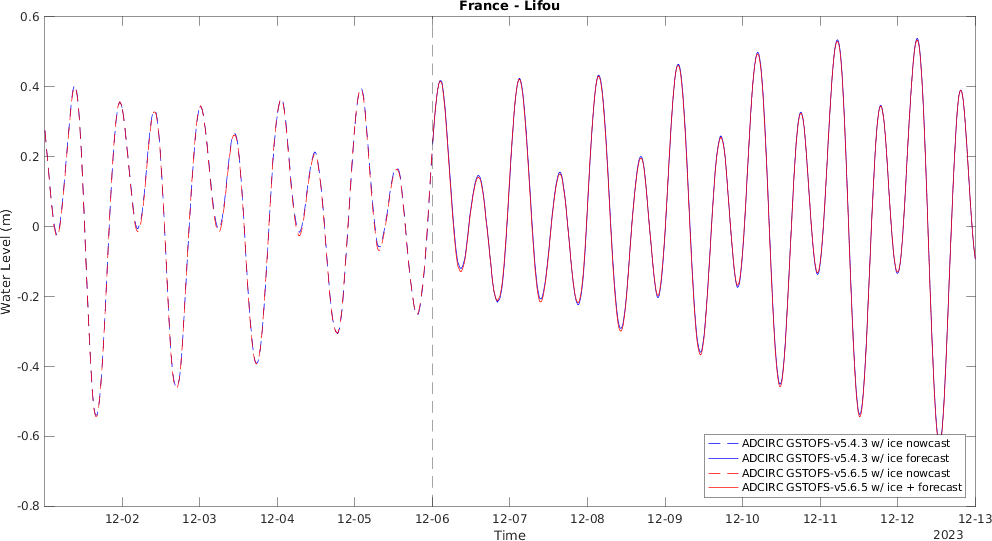 France - Lifou
0.6
0.4
0.2
0
-0.2
-0.4
-0.6
-0.8
Water Level (m)
ADCIRC GSTOFS-v5.4.3 w/ ice nowcast
ADCIRC GSTOFS-v5.4.3 w/ ice forecast
ADCIRC GSTOFS-v5.6.5 w/ ice nowcast
ADCIRC GSTOFS-v5.6.5 w/ ice + forecast
12-02 12-03 12-04 12-05 12-06 12-07 12-08 12-09 12-10 12-11 12-12 12-13
Time
2023